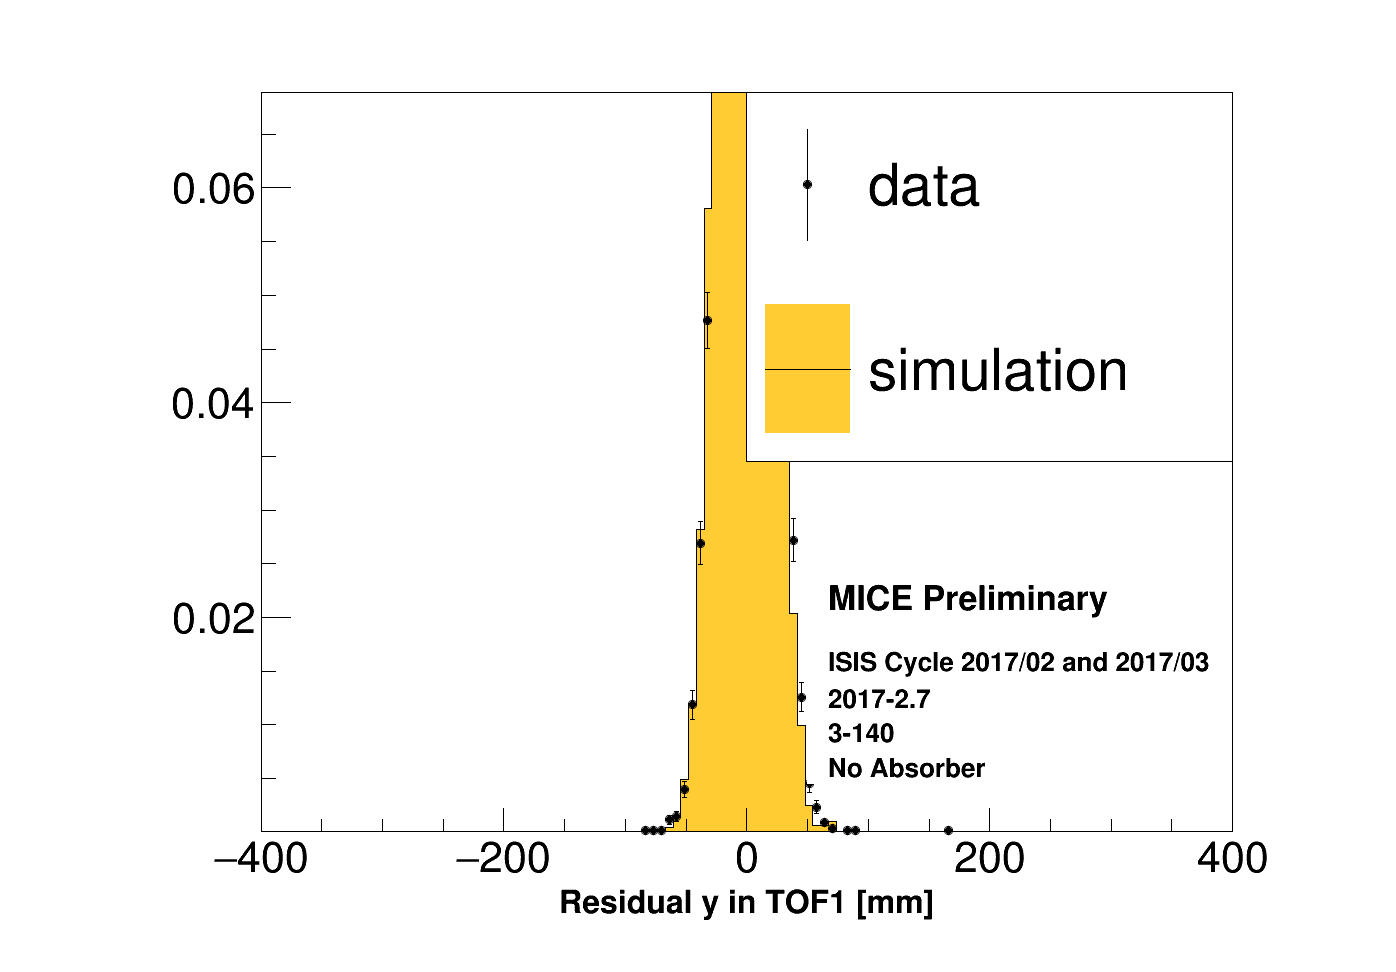 0.06
0.04
0.02
data
simulation
MICE Preliminary
ISIS Cycle 2017/02 and 2017/03
2017-2.7
3-140
No Absorber
−400 −200 0 200 400
Residual y in TOF1 [mm]